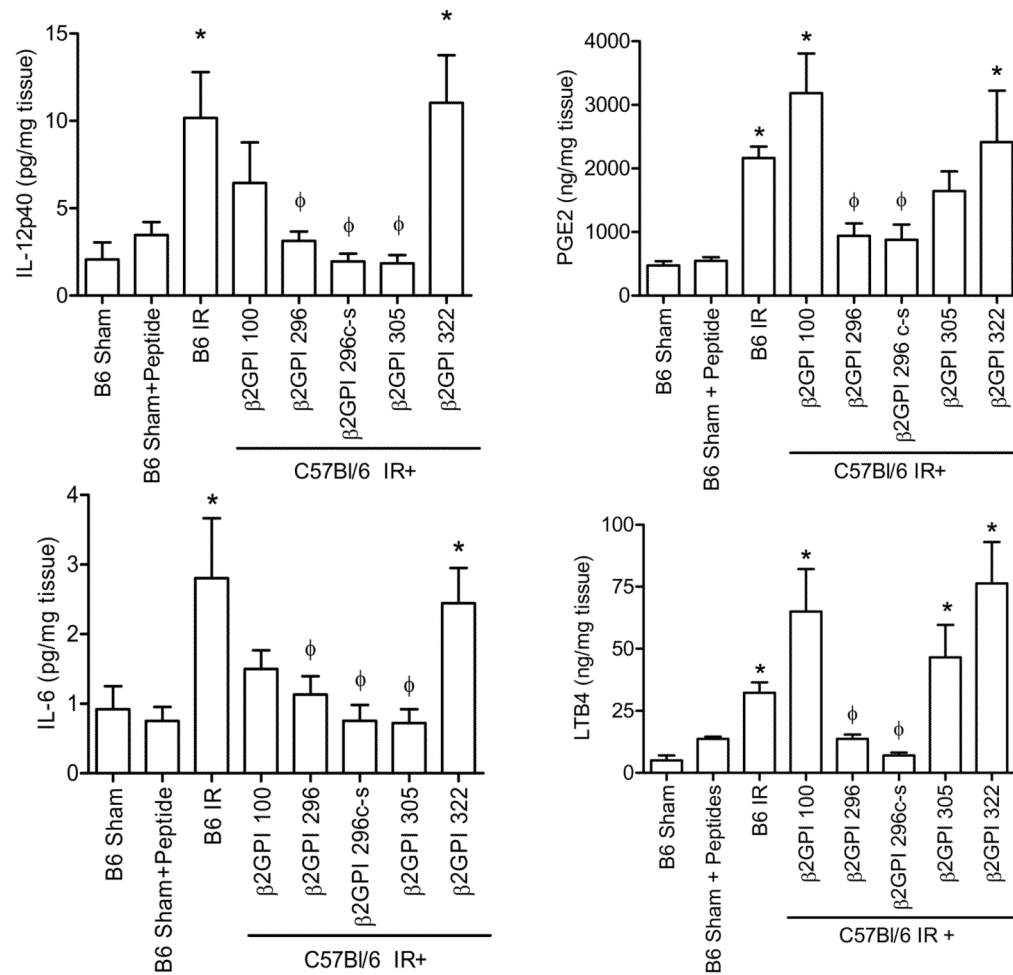 IL-12p40 (pg/mg tissue)
15
10
5
0
* * ϕ ϕ ϕ
B6 Sham
B6 Sham+Peptide
B6 IR
β2GPI 100
β2GPI 296
β2GPI 296c-s
β2GPI 305
β2GPI 322
C57Bl/6 IR+
PGE2 (ng/mg tissue)
4000
3000
2000
1000
0
* * * ϕ ϕ
B6 Sham
B6 Sham + Peptide
B6 IR
β2GPI 100
β2GPI 296
β2GPI 296 c-s
β2GPI 305
β2GPI 322
C57Bl/6 IR+
IL-6 (pg/mg tissue)
4
3
2
1
0
* * ϕ ϕ ϕ
B6 Sham
B6 Sham+Peptide
B6 IR
β2GPI 100
β2GPI 296
β2GPI 296c-s
β2GPI 305
β2GPI 322
C57Bl/6 IR+
LTB4 (ng/mg tissue)
100
75
50
25
0
* * * * ϕ ϕ
B6 Sham
B6 Sham + Peptides
B6 IR
β2GPI 100
β2GPI 296
β2GPI 296c-s
β2GPI 305
β2GPI 322
C57Bl/6 IR +